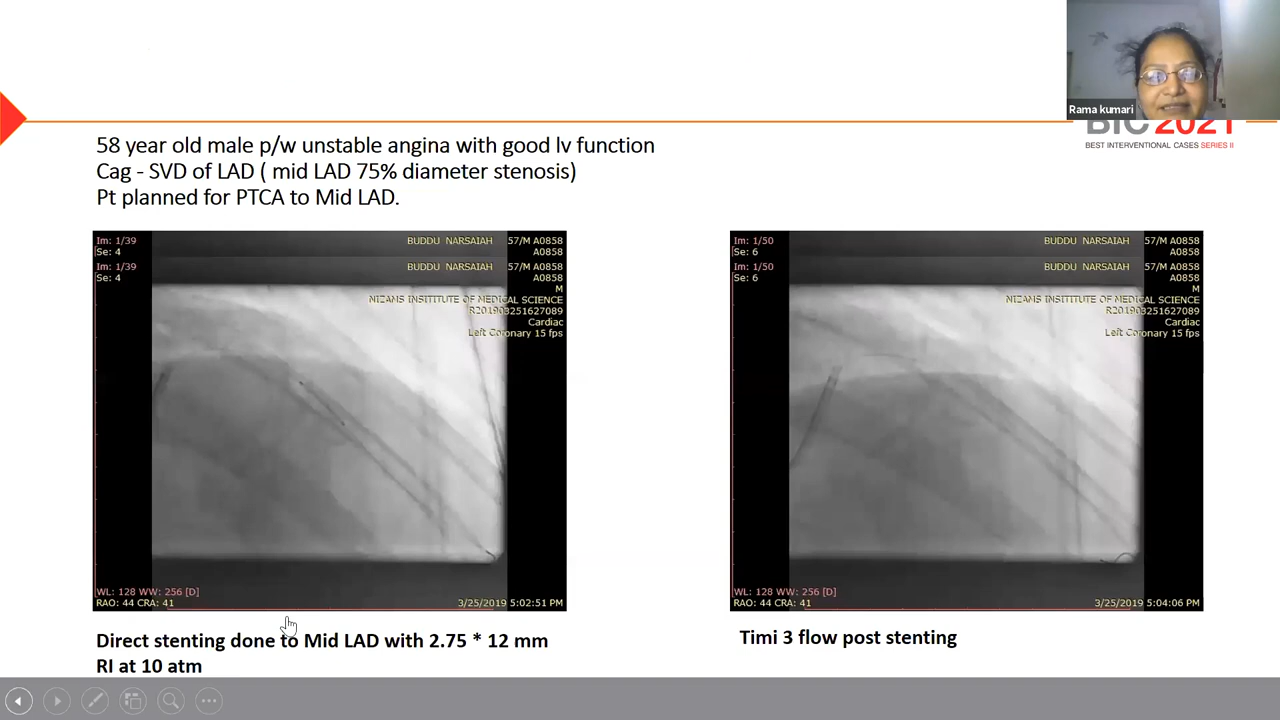 Rama kumari
BIC 2021
BEST INTERVENTIONAL CASES SERIES II
58 year old male p/w unstable angina with good lv function
Cag - SVD of LAD ( mid LAD 75% diameter stenosis)
Pt planned for PTCA to Mid LAD.
Im: 1/39
Se: 4
BUDDU NARSAIAH 57/M A0858
A0858
Im: 1/39
Se: 4
BUDDU NARSAIAH 57/M A0858
A0858
M
NIZAMS INSTITITUTE OF MEDICAL SCIENCE
R201903251627089
Cardiac
Left Coronary 15 fps
WL: 128 WW: 256 [D]
RAO: 44 CRA: 41
3/25/2019 5:02:51 PM
Im: 1/50
Se: 6
BUDDU NARSAIAH 57/M A0858
A0858
Im: 1/50
Se: 6
BUDDU NARSAIAH 57/M A0858
A0858
M
NIZAMS INSTITITUTE OF MEDICAL SCIENCE
R201903251627089
Cardiac
Left Coronary 15 fps
WL: 128 WW: 256 [D]
RAO: 44 CRA: 41
3/25/2019 5:04:06 PM
Direct stenting done to Mid LAD with 2.75 * 12 mm
RI at 10 atm
Timi 3 flow post stenting